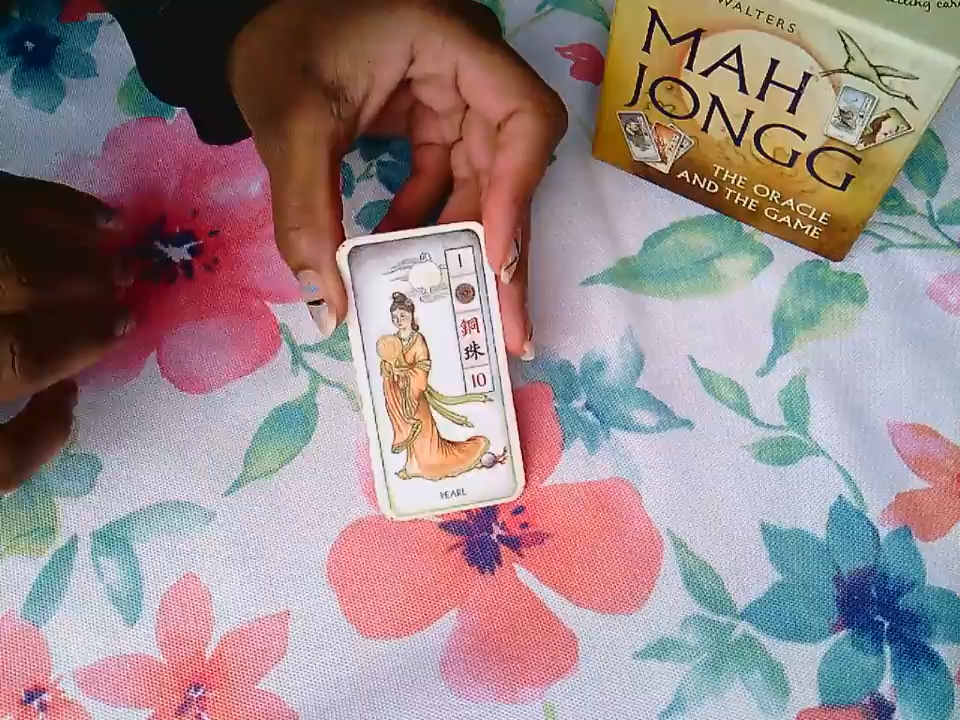 WALTERS
MAH
JONGG
THE ORACLE
AND THE GAME
1
銅
珠
10
PEARL